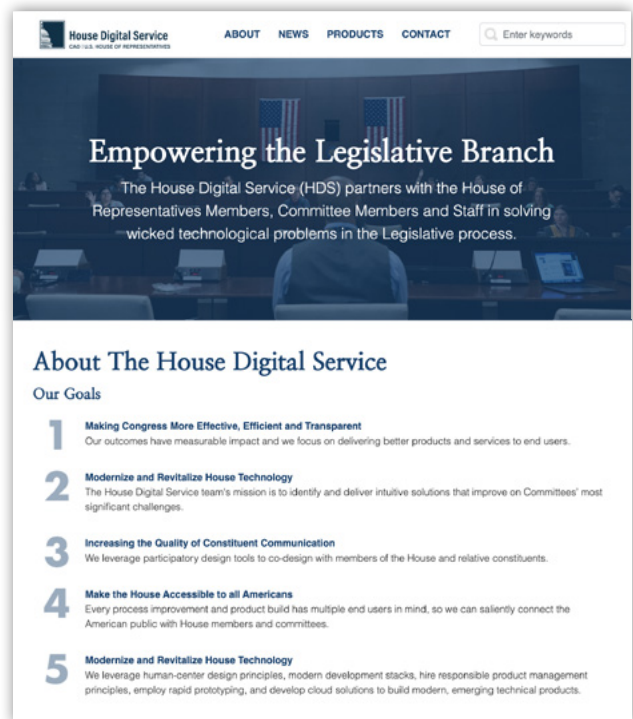 House Digital Service
CAO | U.S. HOUSE OF REPRESENTATIVES
ABOUT NEWS PRODUCTS CONTACT
Enter keywords
Empowering the Legislative Branch
The House Digital Service (HDS) partners with the House of
Representatives Members, Committee Members and Staff in solving
wicked technological problems in the Legislative process.
About The House Digital Service
Our Goals
1
Making Congress More Effective, Efficient and Transparent
Our outcomes have measurable impact and we focus on delivering better products and services to end users.
2
Modernize and Revitalize House Technology
The House Digital Service team's mission is to identify and deliver intuitive solutions that improve on Committees' most
significant challenges.
3
Increasing the Quality of Constituent Communication
We leverage participatory design tools to co-design with members of the House and relative constituents.
4
Make the House Accessible to all Americans
Every process improvement and product build has multiple end users in mind, so we can saliently connect the
American public with House members and committees.
5
Modernize and Revitalize House Technology
We leverage human-center design principles, modern development stacks, hire responsible product management
principles, employ rapid prototyping, and develop cloud solutions to build modern, emerging technical products.